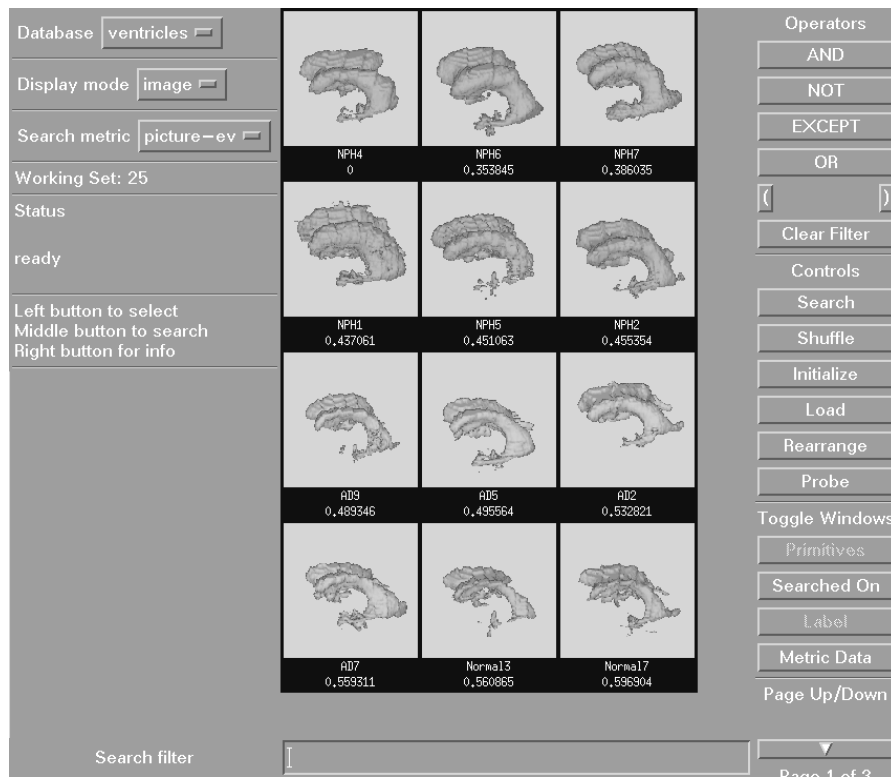 Database ventricles
Display mode image
Search metric picture-ev
Working Set: 25
Status
ready
Left button to select
Middle button to search
Right button for info
NPH4 NPH6 NPH7
0 0.353845 0.386035
NPH1 NPH5 NPH2
0.437061 0.451063 0.455354
AD9 AD5 AD2
0.489346 0.495564 0.532821
AD7 Normal3 Normal7
0.559311 0.560865 0.596904
Operators
AND
NOT
EXCEPT
OR
( )
Clear Filter
Controls
Search
Shuffle
Initialize
Load
Rearrange
Probe
Toggle Windows
Primitives
Searched On
Label
Metric Data
Page Up/Down
Page 1 of 3
Search filter